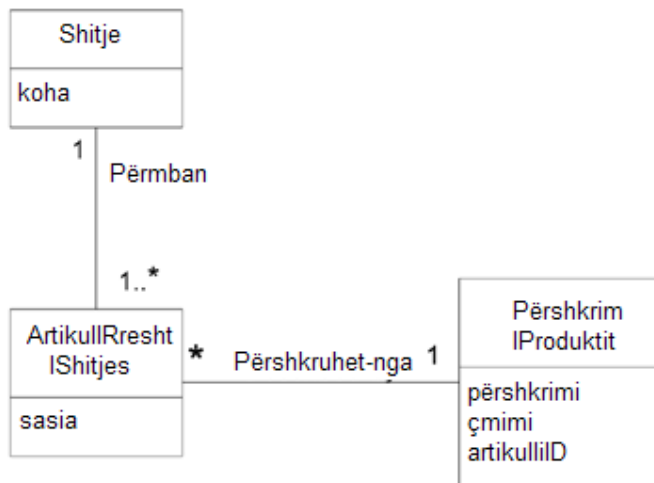 Shitje
koha
1
Përmban
1..*
ArtikullRresht
IShitjes
sasia
* Përshkruhet-nga 1
Përshkrim
IProduktit
përshkrimi
çmimi
artikulliID